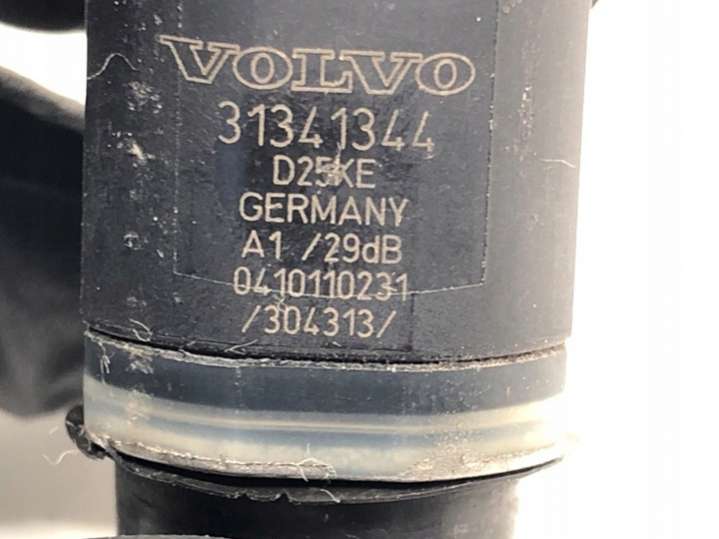 VOLVO
31341344
D25KE
GERMANY
A1 /29dB
0410110231
/304313/